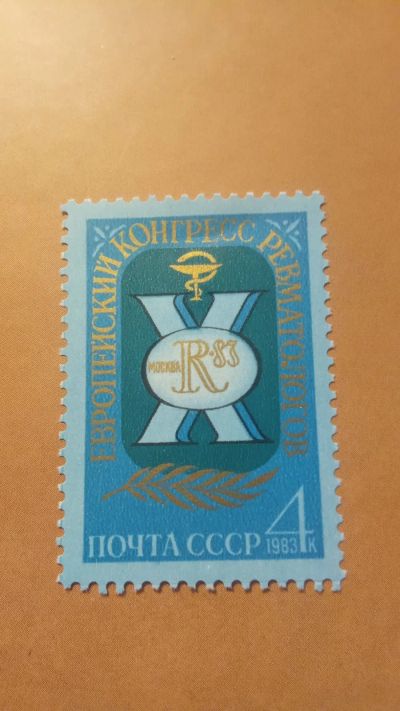 ЕВРОПЕЙСКИЙ КОНГРЕСС РЕВМАТОЛОГОВ
X
МОСКВА R·83
ПОЧТА СССР 1983 4 К